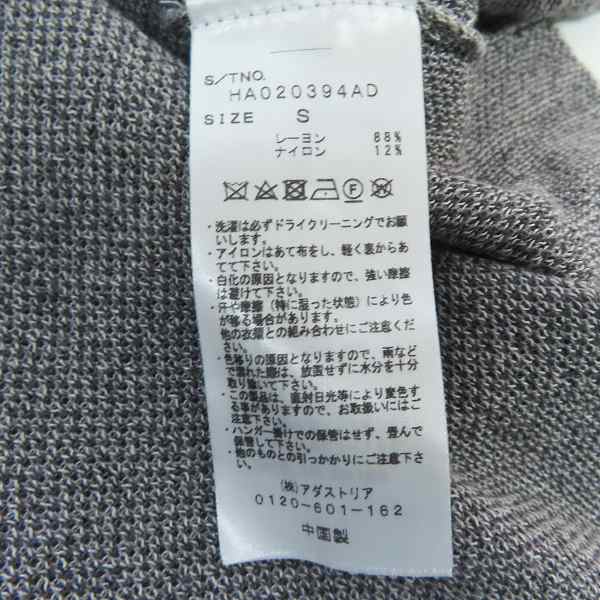 S/TNO.
HA020394AD
SIZE S
レーヨン 88%
ナイロン 12%
・洗濯は必ずドライクリーニングでお願
いします。
・アイロンはあて布をし、軽く裏からあ
てて下さい。
・白化の原因となりますので、強い摩擦
は避けて下さい。
・汗や摩擦（特に湿った状態）により色
が移る場合があります。
他の衣類との組み合わせにご注意くだ
さい。
・色移りの原因となりますので、雨など
で濡れた際は、放置せずに水分を十分
取り除いて下さい。
・この製品は、直射日光等により変色す
る事がありますので、お取扱いにはご
注意下さい。
・ハンガー掛けでの保管はせず、畳んで
保管して下さい。
・他のものとの引っかかりにご注意下さ
い。
(株)アダストリア
0120-601-162
中国製